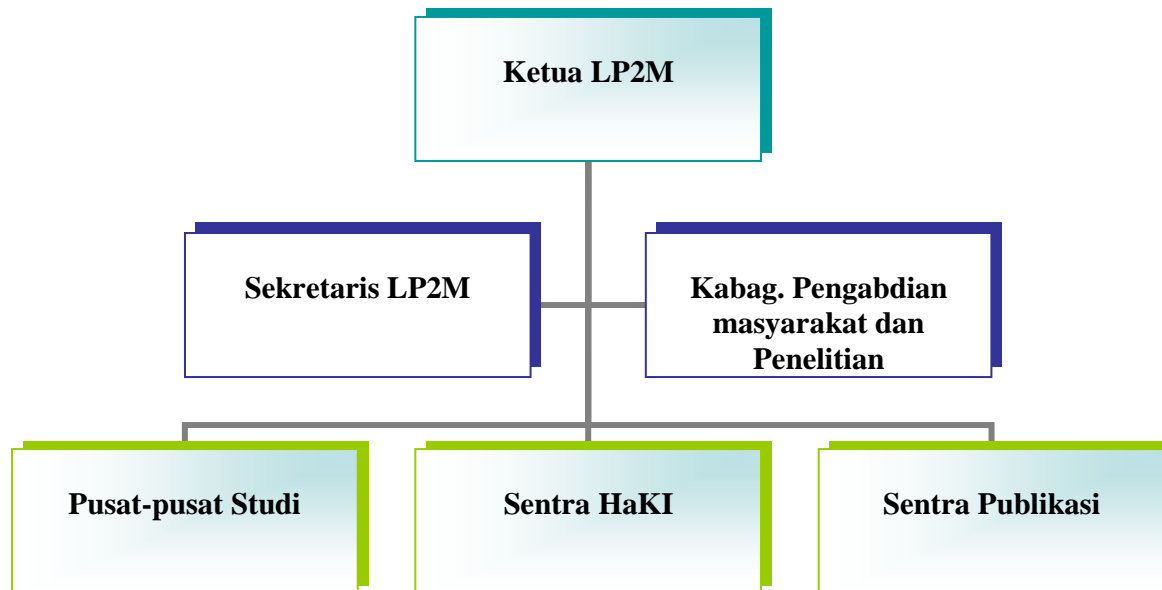 Ketua LP2M
Sekretaris LP2M
Kabag. Pengabdian
masyarakat dan
Penelitian
Pusat-pusat Studi
Sentra HaKI
Sentra Publikasi